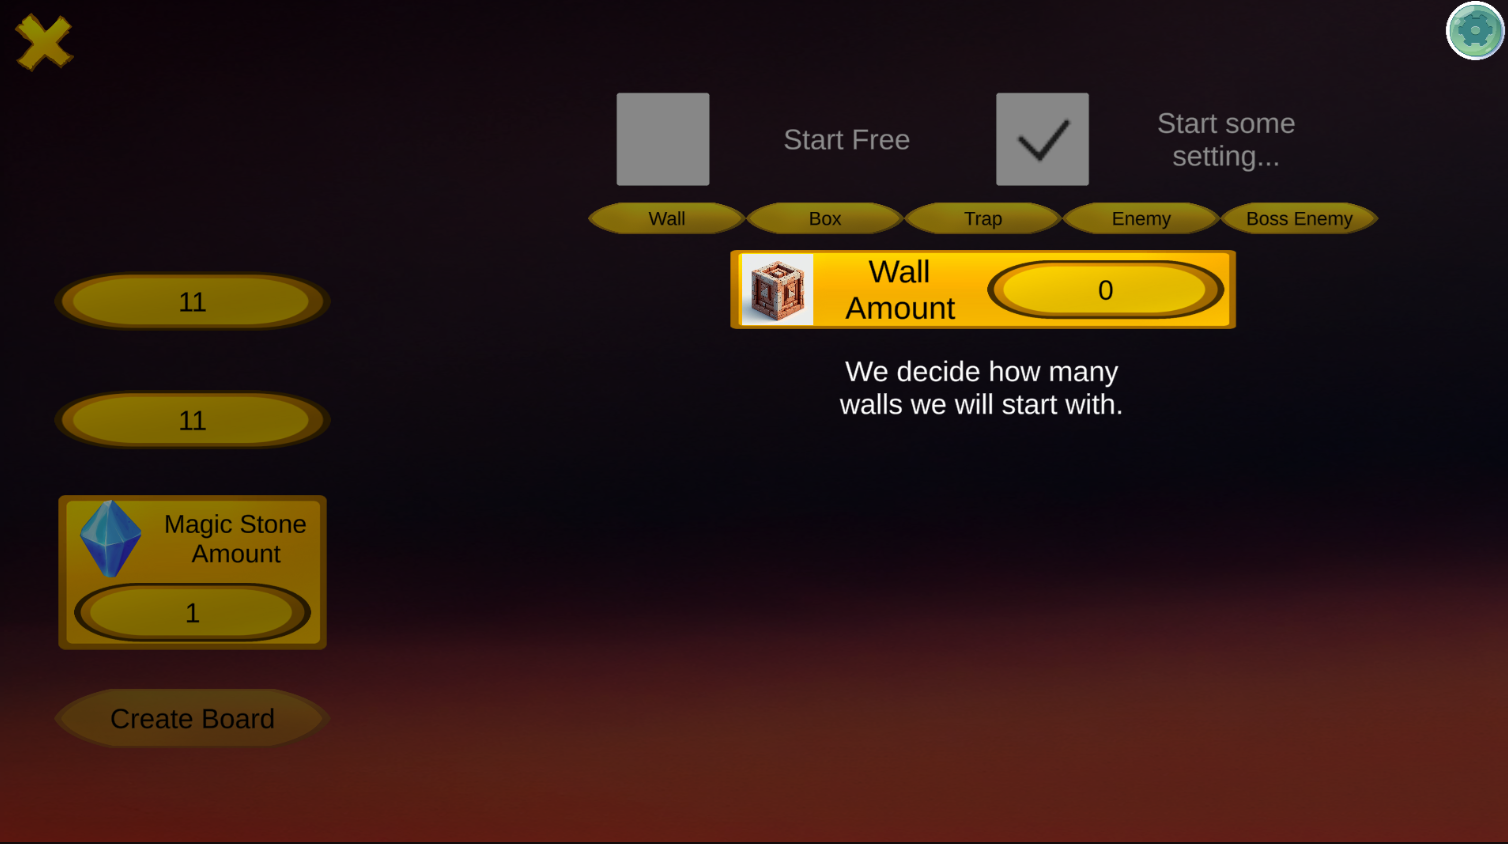 Start Free
Start some
setting...
Wall
Box
Trap
Enemy
Boss Enemy
Wall
Amount
0
We decide how many
walls we will start with.
11
11
Magic Stone
Amount
1
Create Board